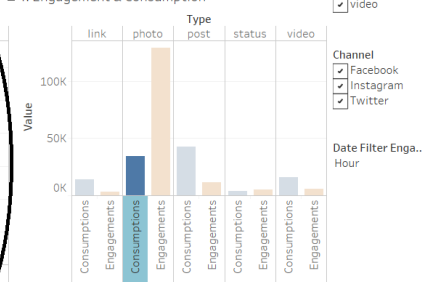 Engagement & Consumption
Type
link photo post status video
Value
100K
50K
0K
Consumptions
Engagements
Consumptions
Engagements
Consumptions
Engagements
Consumptions
Engagements
Consumptions
Engagements
video
Channel
Facebook
Instagram
Twitter
Date Filter Enga..
Hour